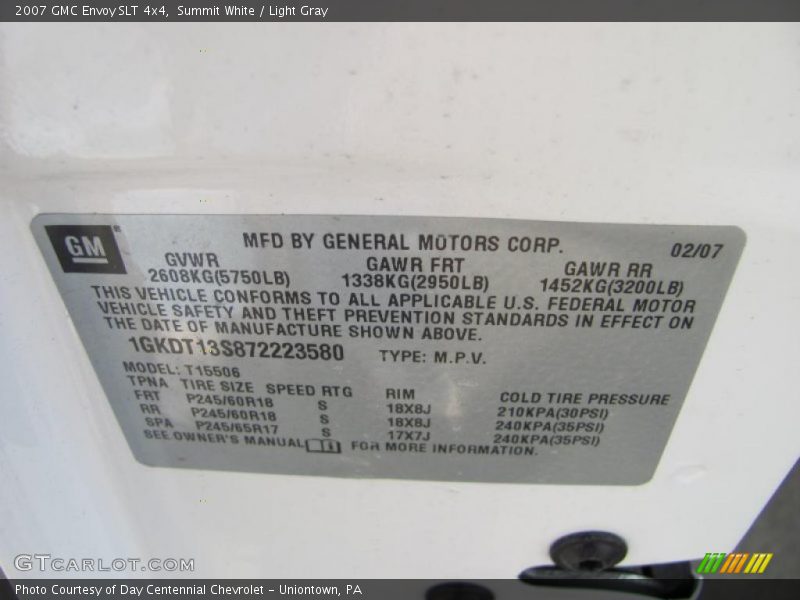 2007 GMC Envoy SLT 4x4, Summit White / Light Gray
GM
MFD BY GENERAL MOTORS CORP.
02/07
GVWR GAWR FRT GAWR RR
2608KG(5750LB) 1338KG(2950LB) 1452KG(3200LB)
THIS VEHICLE CONFORMS TO ALL APPLICABLE U.S. FEDERAL MOTOR
VEHICLE SAFETY AND THEFT PREVENTION STANDARDS IN EFFECT ON
THE DATE OF MANUFACTURE SHOWN ABOVE.
1GKDT13S872223580 TYPE: M.P.V.
MODEL: T15506
TPNA TIRE SIZE SPEED RTG RIM COLD TIRE PRESSURE
FRT P245/60R18 S 18X8J 210KPA(30PSI)
RR P245/60R18 S 18X8J 240KPA(35PSI)
SPA P245/65R17 S 17X7J 240KPA(35PSI)
SEE OWNER'S MANUAL FOR MORE INFORMATION.
GTCARLOT.COM
Photo Courtesy of Day Centennial Chevrolet - Uniontown, PA